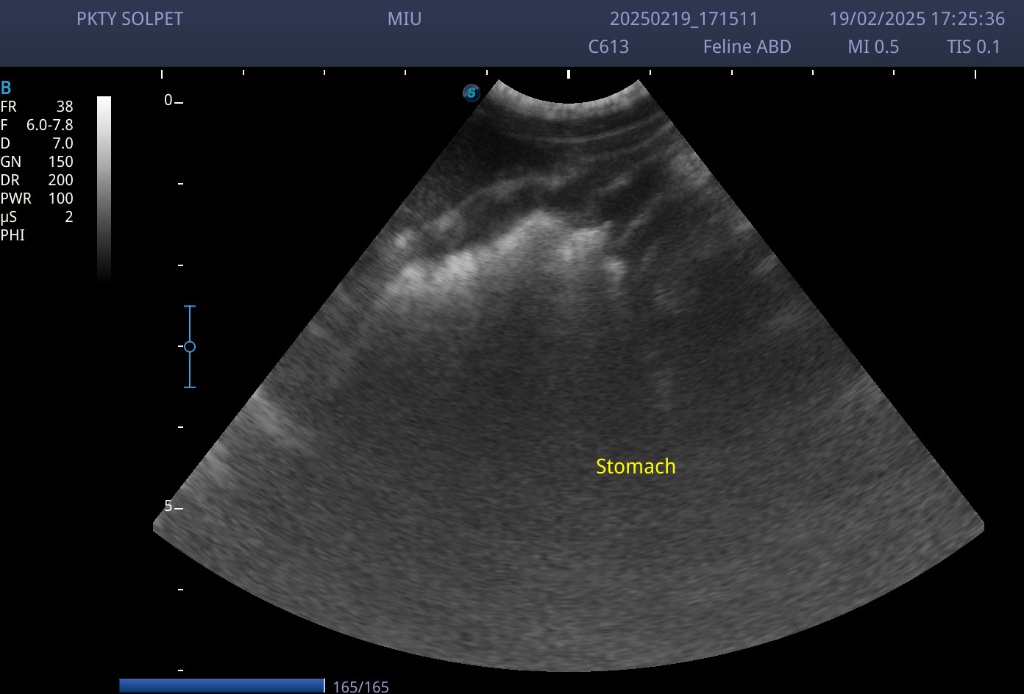 PKTY SOLPET MIU 20250219_171511 19/02/2025 17:25:36
C613 Feline ABD MI 0.5 TIS 0.1
B
FR 38
F 6.0-7.8
D 7.0
GN 150
DR 200
PWR 100
µS 2
PHI
0
S
5
Stomach
165/165